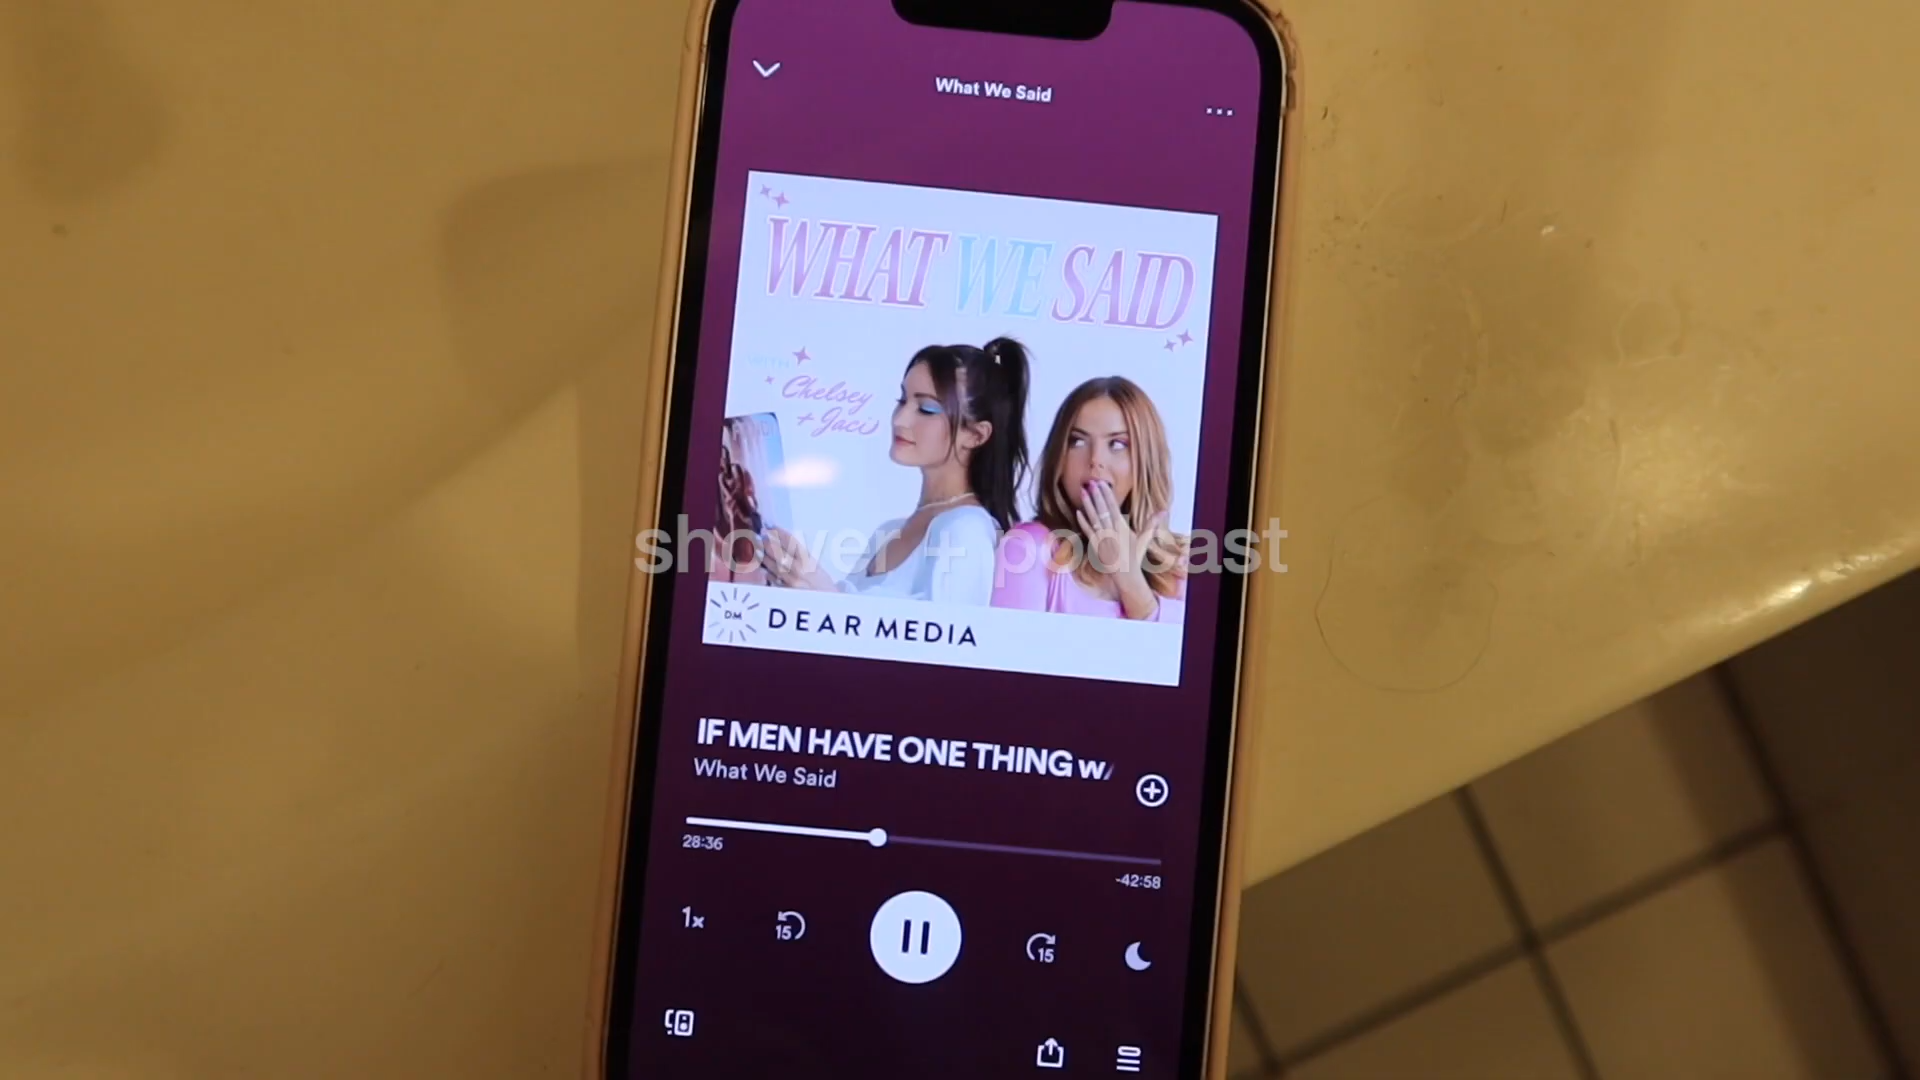 What We Said
WHAT WE SAID
WITH
Chelsey
+ Jaci
shower + podcast
DM
DEAR MEDIA
IF MEN HAVE ONE THING w
What We Said
28:36
-42:58
1x
15
15